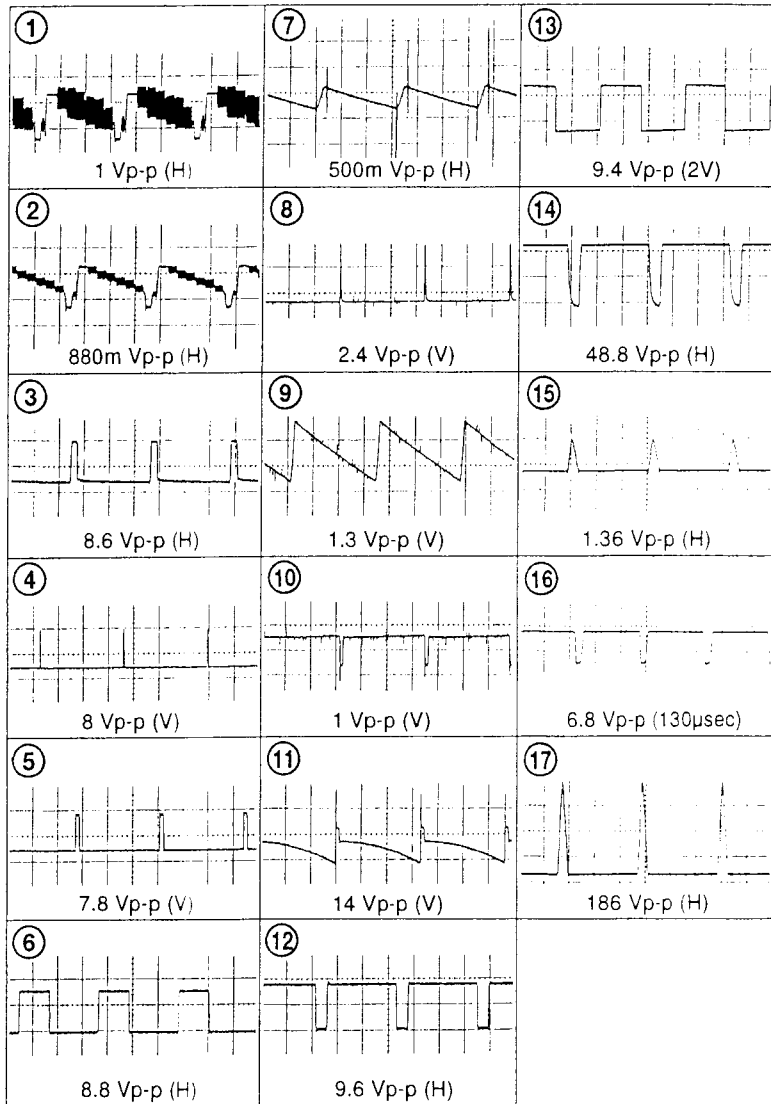 1
1 Vp-p (H)
2
880m Vp-p (H)
3
8.6 Vp-p (H)
4
8 Vp-p (V)
5
7.8 Vp-p (V)
6
8.8 Vp-p (H)
7
500m Vp-p (H)
8
2.4 Vp-p (V)
9
1.3 Vp-p (V)
10
1 Vp-p (V)
11
14 Vp-p (V)
12
9.6 Vp-p (H)
13
9.4 Vp-p (2V)
14
48.8 Vp-p (H)
15
1.36 Vp-p (H)
16
6.8 Vp-p (130μsec)
17
186 Vp-p (H)